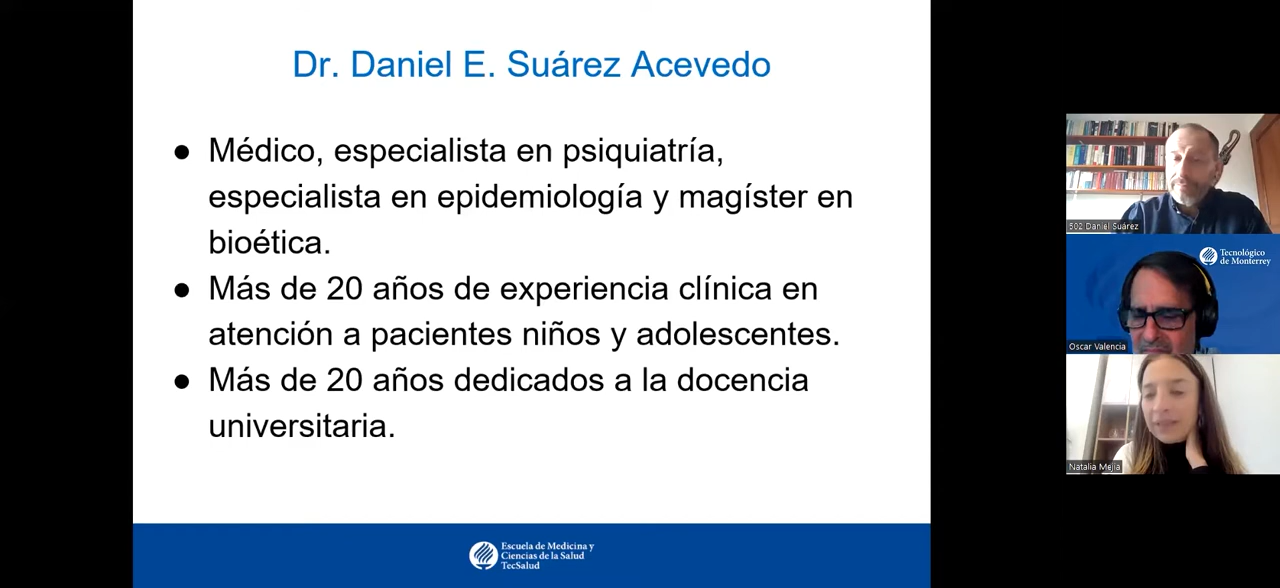 Dr. Daniel E. Suárez Acevedo
● Médico, especialista en psiquiatría,
especialista en epidemiología y magíster en
bioética.
● Más de 20 años de experiencia clínica en
atención a pacientes niños y adolescentes.
● Más de 20 años dedicados a la docencia
universitaria.
Escuela de Medicina y
Ciencias de la Salud
TecSalud
502 Daniel Suárez
Tecnológico
de Monterrey
Oscar Valencia
Natalia Mejía